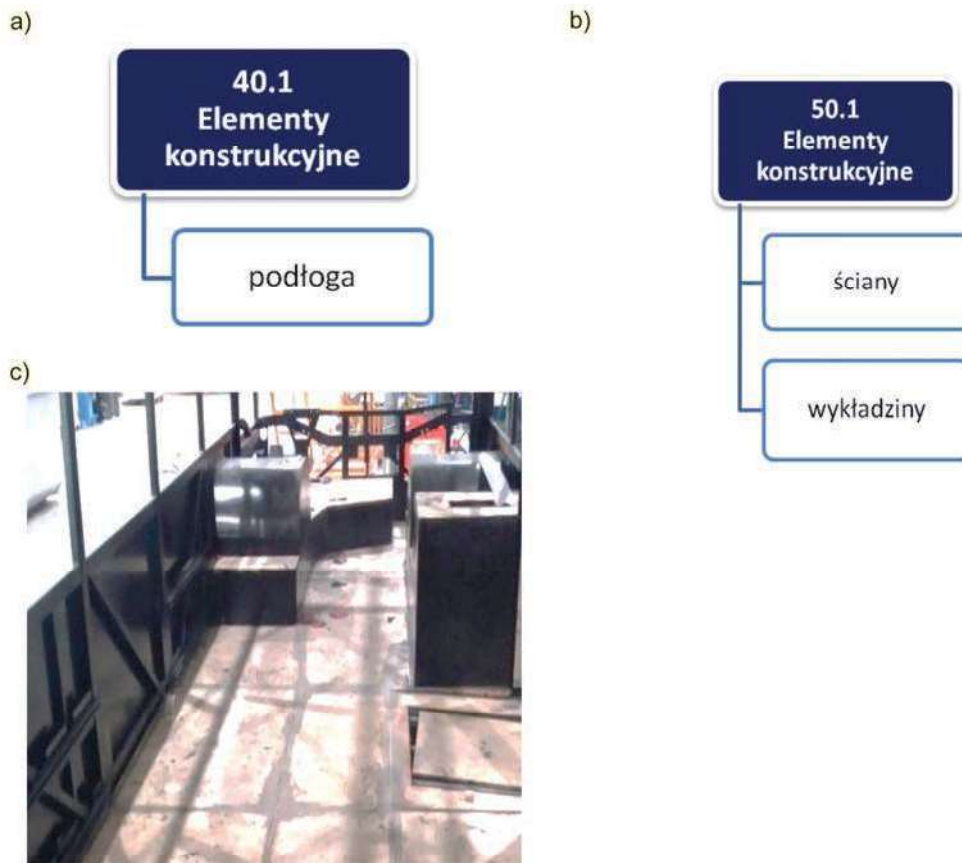 a)
40.1
Elementy
konstrukcyjne
podłoga
b)
50.1
Elementy
konstrukcyjne
ściany
wykładziny
c)